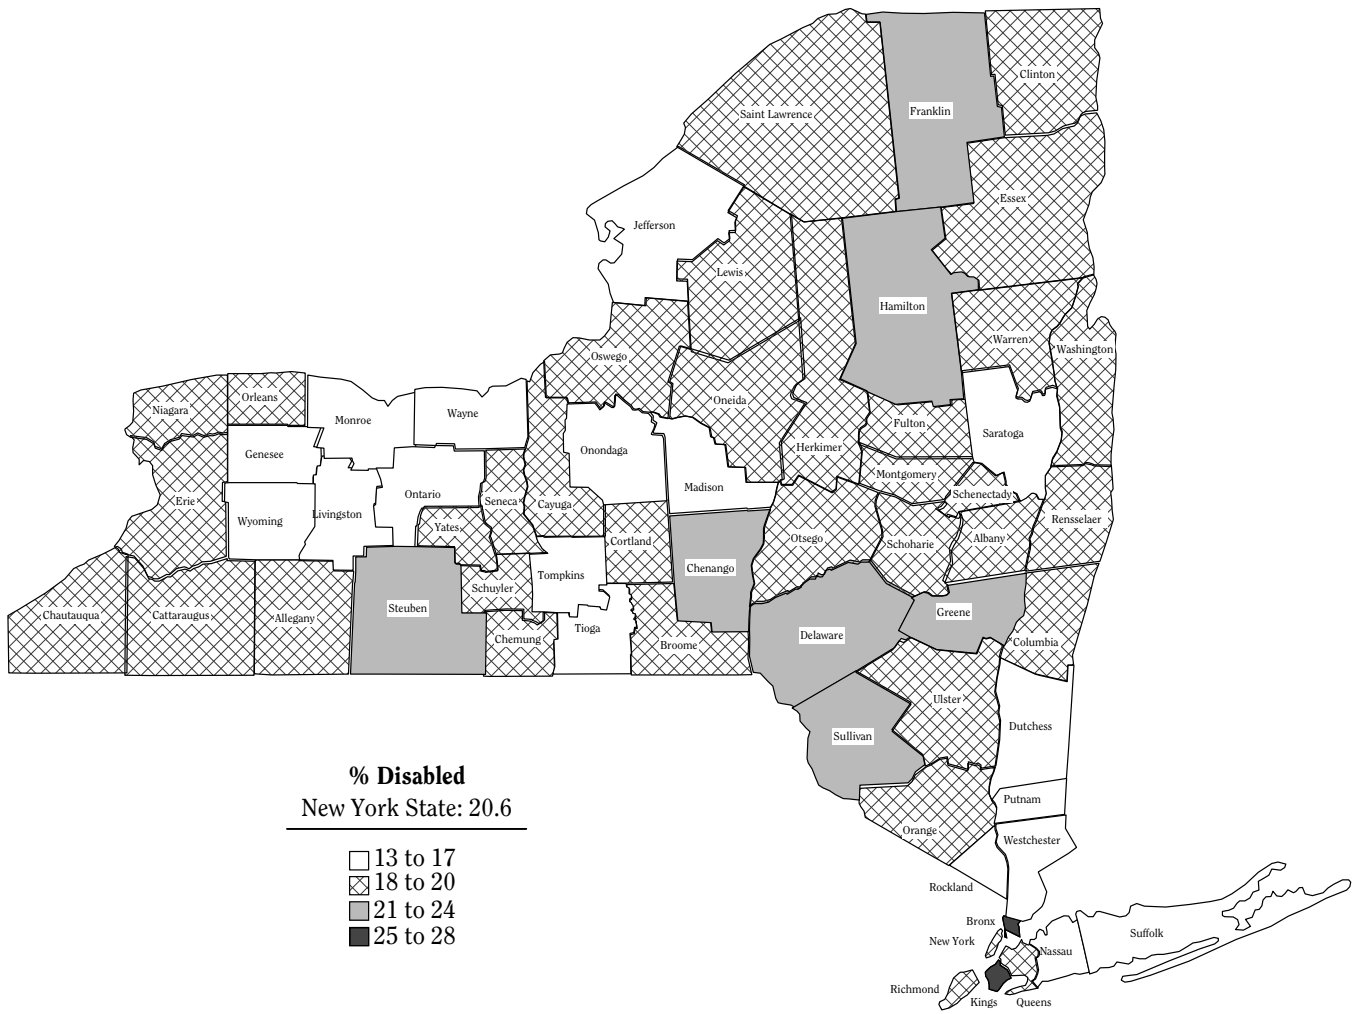 Clinton
Franklin
Saint Lawrence
Essex
Jefferson
Lewis
Hamilton
Warren
Washington
Oswego
Oneida
Orleans
Niagara
Monroe
Wayne
Fulton
Saratoga
Herkimer
Onondaga
Genesee
Montgomery
Madison
Ontario
Schenectady
Erie
Seneca
Cayuga
Livingston
Wyoming
Rensselaer
Yates
Otsego
Albany
Cortland
Schoharie
Chenango
Tompkins
Schuyler
Steuben
Greene
Chautauqua
Cattaraugus
Allegany
Tioga
Delaware
Chemung
Broome
Columbia
Ulster
Dutchess
Sullivan
% Disabled
New York State: 20.6
13 to 17
18 to 20
21 to 24
25 to 28
Putnam
Orange
Westchester
Rockland
Bronx
New York
Suffolk
Nassau
Richmond
Kings
Queens